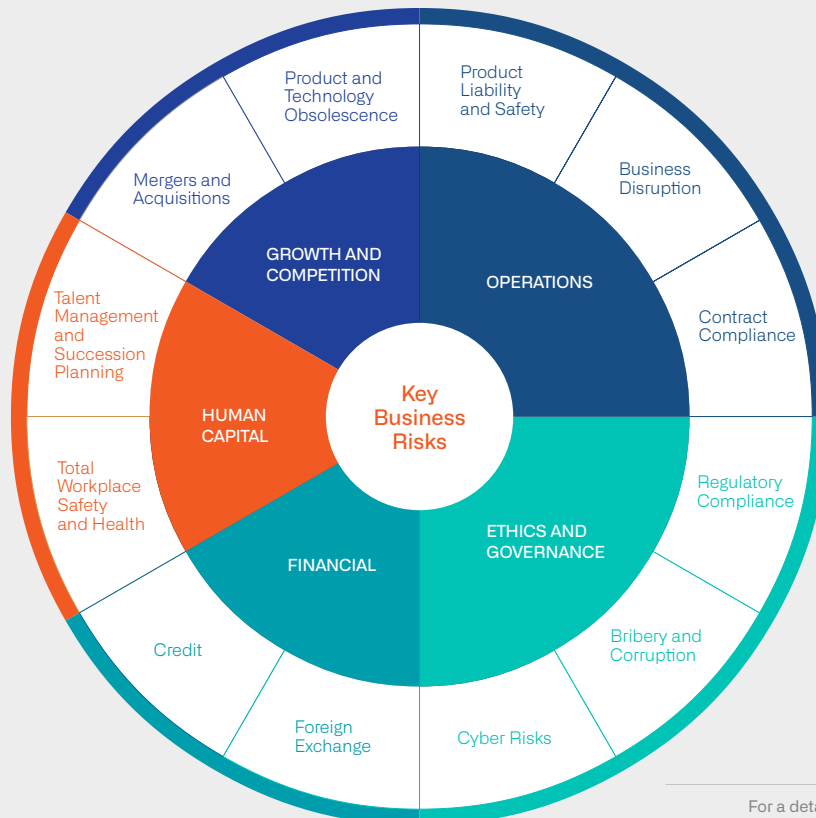 Product and
Technology
Obsolescence
Product
Liability
and Safety
Mergers and
Acquisitions
Business
Disruption
GROWTH AND
COMPETITION
OPERATIONS
Talent
Management
and
Succession
Planning
Contract
Compliance
Key
Business
Risks
HUMAN
CAPITAL
Total
Workplace
Safety
and Health
Regulatory
Compliance
ETHICS AND
GOVERNANCE
FINANCIAL
Credit
Bribery and
Corruption
Foreign
Exchange
Cyber Risks
For a